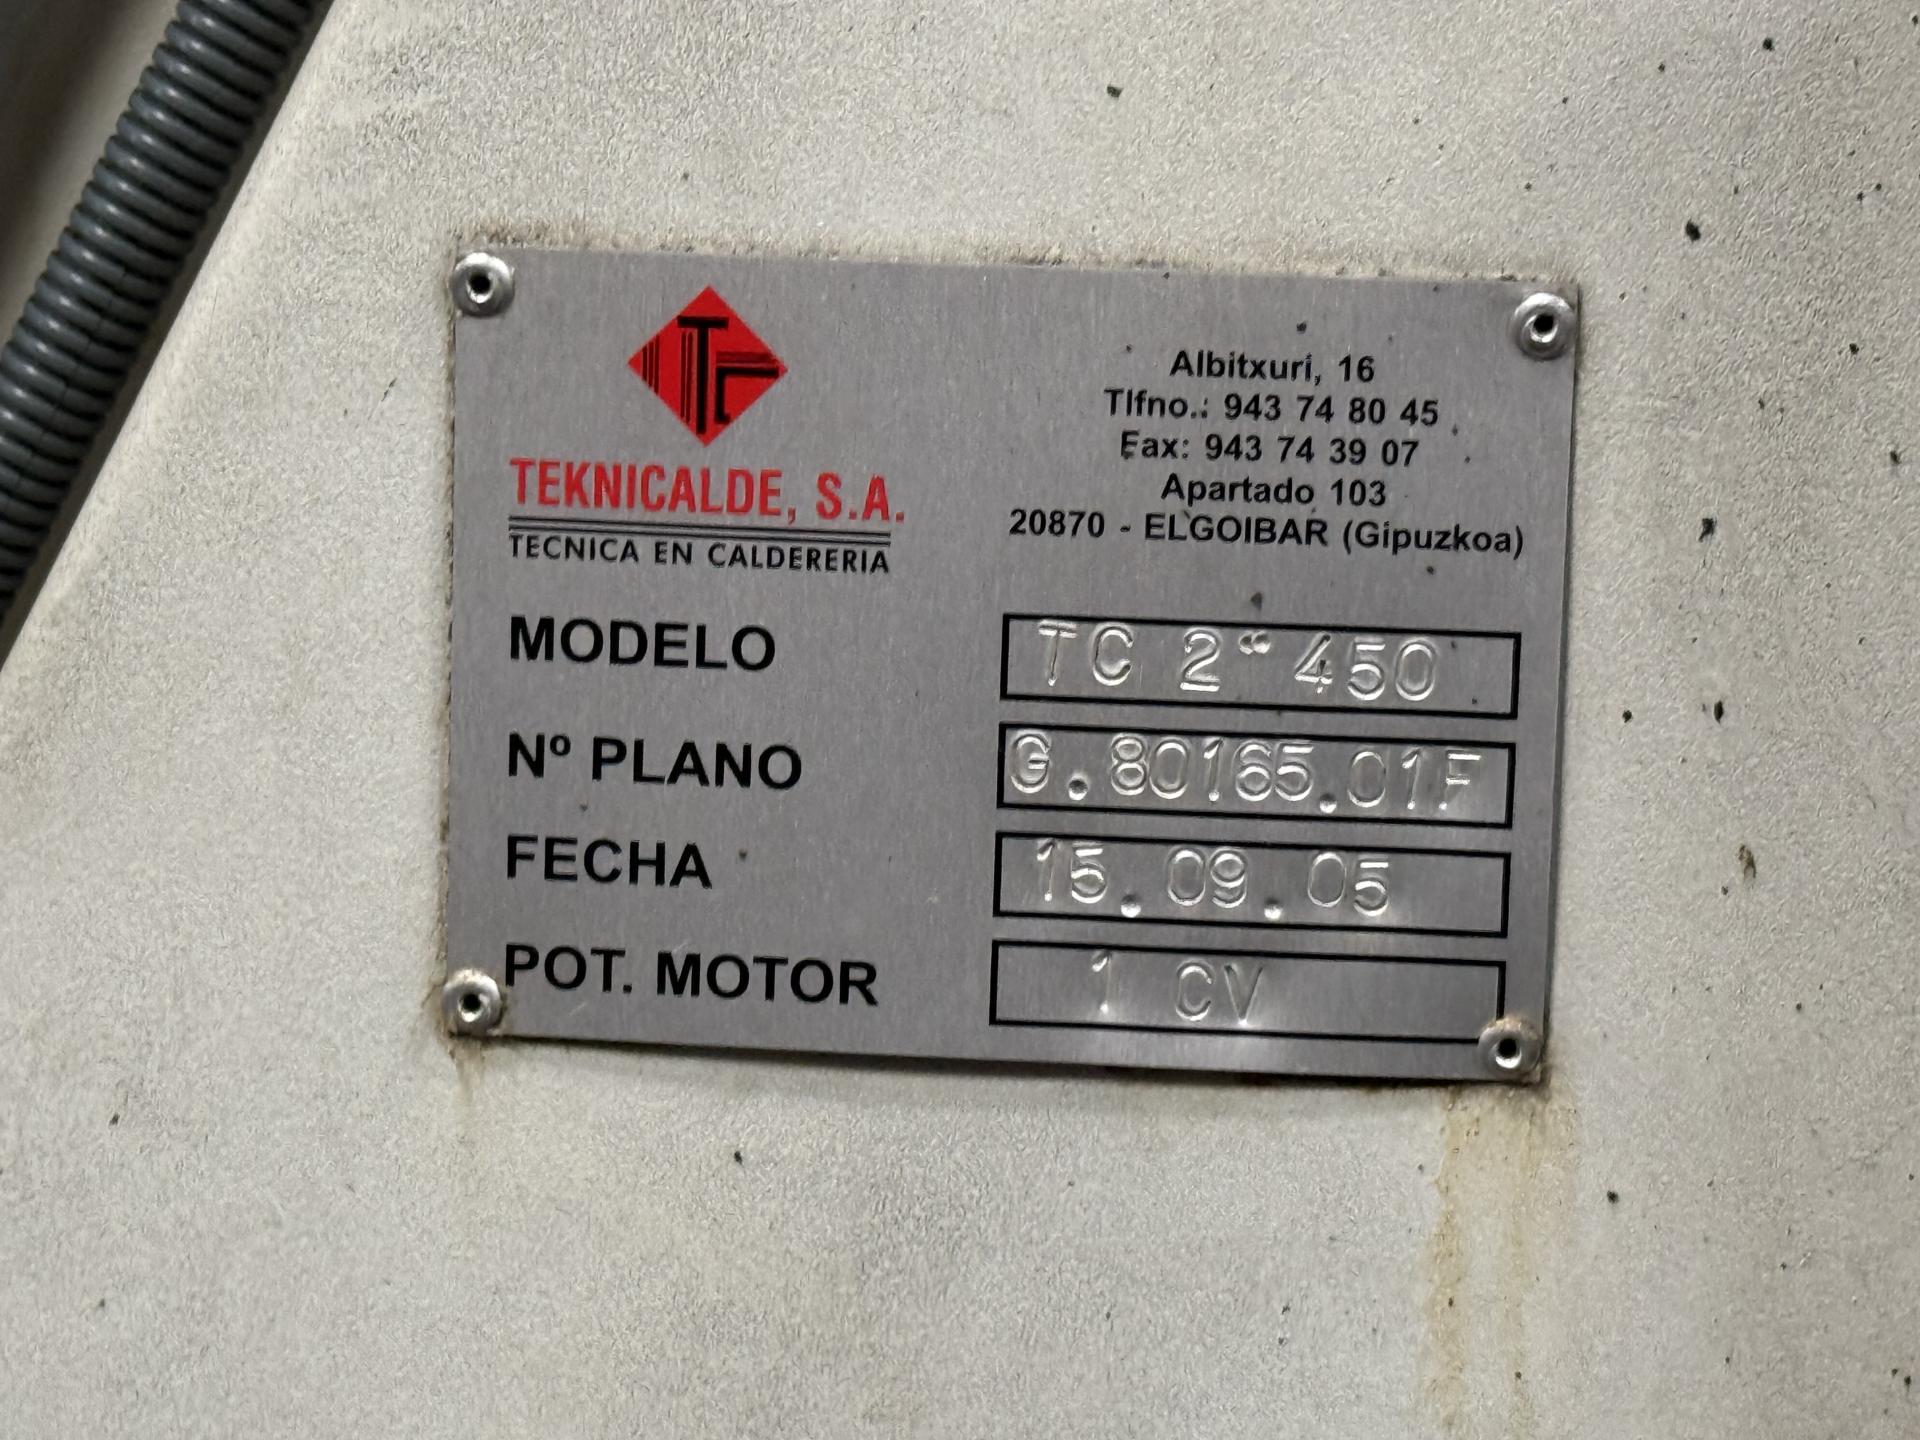 TC
TEKNICALDE, S.A.
TECNICA EN CALDERERIA
Albitxuri, 16
Tlfno.: 943 74 80 45
Fax: 943 74 39 07
Apartado 103
20870 - ELGOIBAR (Gipuzkoa)
MODELO TC 2" 450
Nº PLANO G.80165.01F
FECHA 15.09.05
POT. MOTOR 1 CV